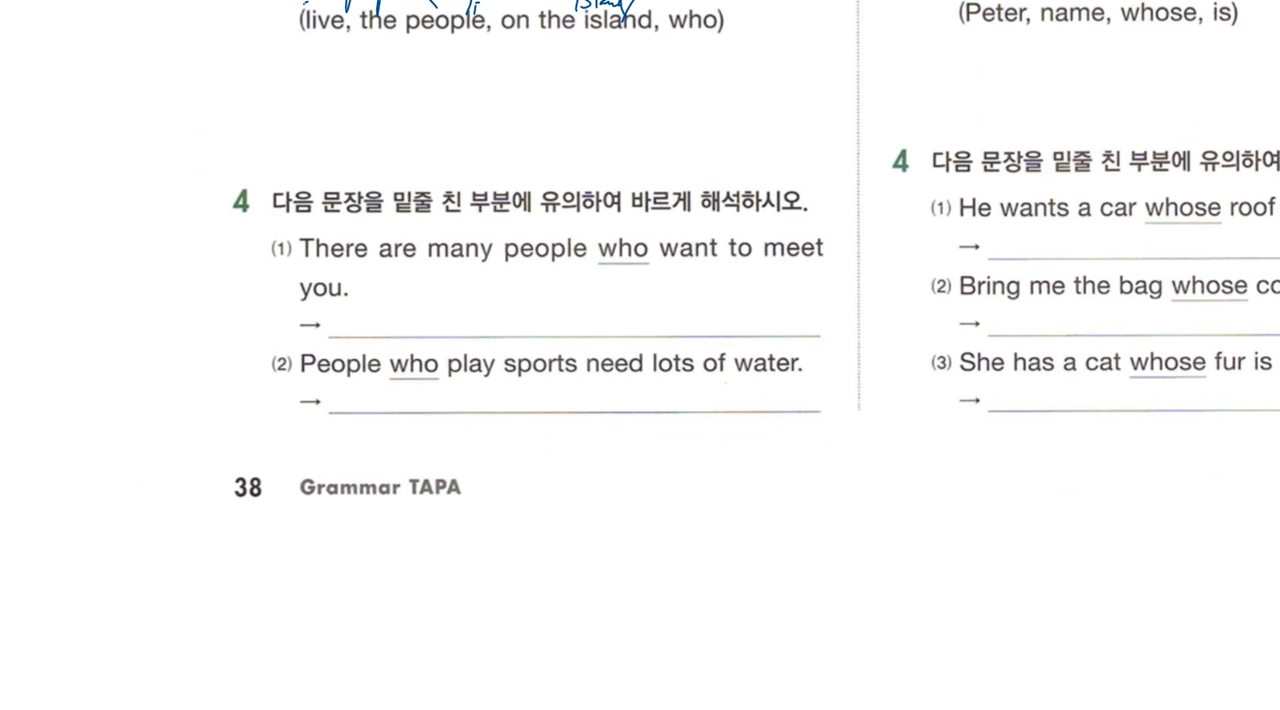 (live, the people, on the island, who)
4 다음 문장을 밑줄 친 부분에 유의하여 바르게 해석하시오.
(1) There are many people who want to meet
you.
→
(2) People who play sports need lots of water.
→
38 Grammar TAPA
(Peter, name, whose, is)
4 다음 문장을 밑줄 친 부분에 유의하여
(1) He wants a car whose roof
→
(2) Bring me the bag whose
→
(3) She has a cat whose fur is
→